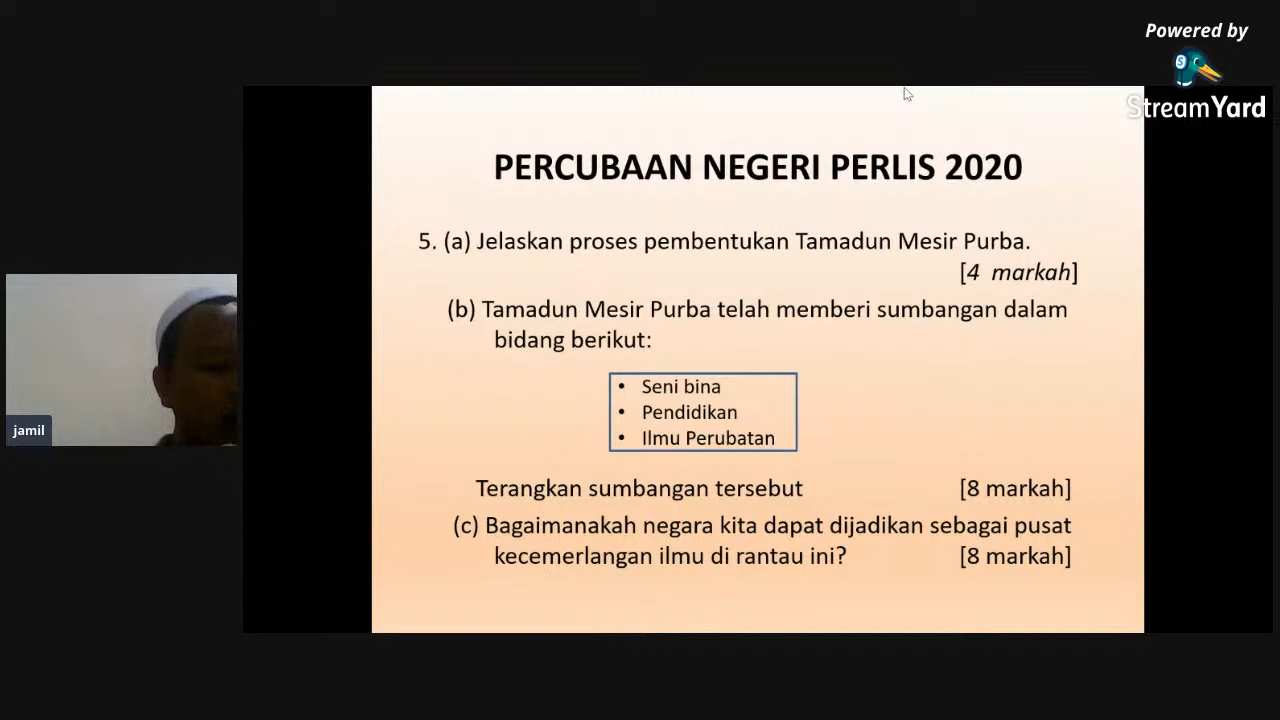 Powered by
StreamYard
PERCUBAAN NEGERI PERLIS 2020
5. (a) Jelaskan proses pembentukan Tamadun Mesir Purba.
[4 markah]
(b) Tamadun Mesir Purba telah memberi sumbangan dalam
bidang berikut:
• Seni bina
• Pendidikan
• Ilmu Perubatan
Terangkan sumbangan tersebut [8 markah]
(c) Bagaimanakah negara kita dapat dijadikan sebagai pusat
kecemerlangan ilmu di rantau ini? [8 markah]
jamil